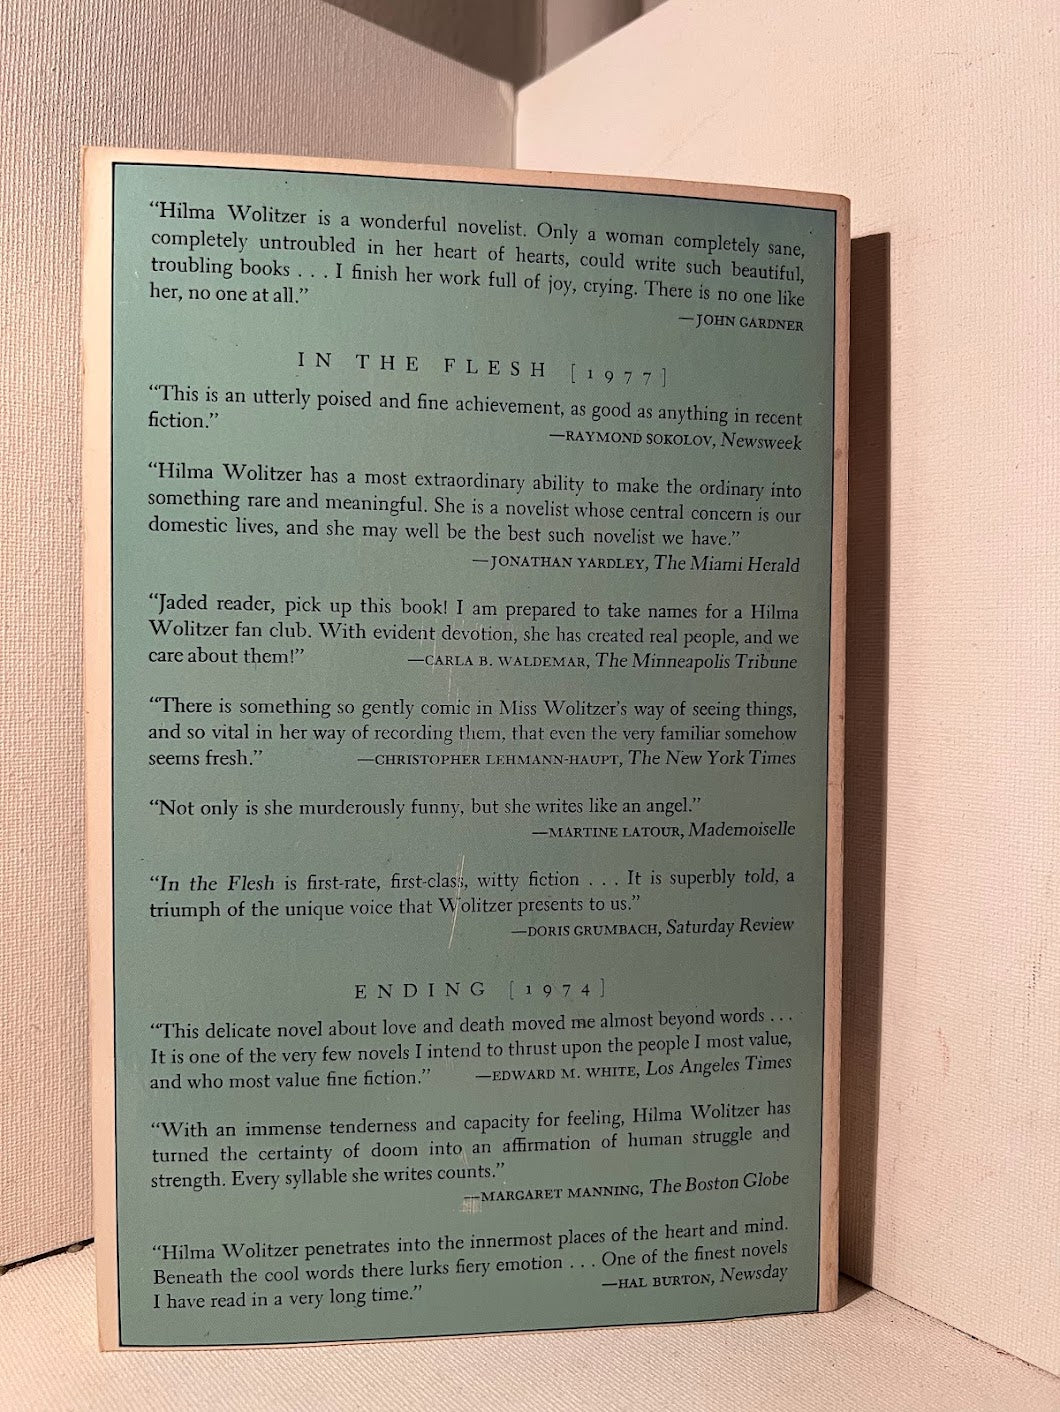 “Hilma Wolitzer is a wonderful novelist. Only a woman completely sane,
completely untroubled in her heart of hearts, could write such beautiful,
troubling books . . . I finish her work full of joy, crying. There is no one like
her, no one at all.”
—JOHN GARDNER
IN THE FLESH [1977]
“This is an utterly poised and fine achievement, as good as anything in recent
fiction.”
—RAYMOND SOKOLOV, Newsweek
“Hilma Wolitzer has a most extraordinary ability to make the ordinary into
something rare and meaningful. She is a novelist whose central concern is our
domestic lives, and she may well be the best such novelist we have.”
—JONATHAN YARDLEY, The Miami Herald
“Jaded reader, pick up this book! I am prepared to take names for a Hilma
Wolitzer fan club. With evident devotion, she has created real people, and we
care about them!” —CARLA B. WALDEMAR, The Minneapolis Tribune
“There is something so gently comic in Miss Wolitzer’s way of seeing things,
and so vital in her way of recording them, that even the very familiar somehow
seems fresh.” —CHRISTOPHER LEHMANN-HAUPT, The New York Times
“Not only is she murderously funny, but she writes like an angel.”
—MARTINE LATOUR, Mademoiselle
“In the Flesh is first-rate, first-class, witty fiction . . . It is superbly told, a
triumph of the unique voice that Wolitzer presents to us.”
—DORIS GRUMBACH, Saturday Review
ENDING [1974]
“This delicate novel about love and death moved me almost beyond words . . .
It is one of the very few novels I intend to thrust upon the people I most value,
and who most value fine fiction.” —EDWARD M. WHITE, Los Angeles Times
“With an immense tenderness and capacity for feeling, Hilma Wolitzer has
turned the certainty of doom into an affirmation of human struggle and
strength. Every syllable she writes counts.”
—MARGARET MANNING, The Boston Globe
“Hilma Wolitzer penetrates into the innermost places of the heart and mind.
Beneath the cool words there lurks fiery emotion . . . One of the finest novels
I have read in a very long time.” —HAL BURTON, Newsday